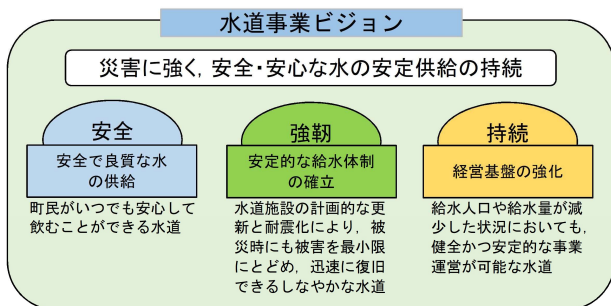 水道事業ビジョン
災害に強く，安全・安心な水の安定供給の持続
安全
安全で良質な水
の供給
町民がいつでも安心して
飲むことができる水道
強靭
安定的な給水体制
の確立
水道施設の計画的な更
新と耐震化により，被
災時にも被害を最小限
にとどめ，迅速に復旧
できるしなやかな水道
持続
経営基盤の強化
給水人口や給水量が減
少した状況においても，
健全かつ安定的な事業
運営が可能な水道